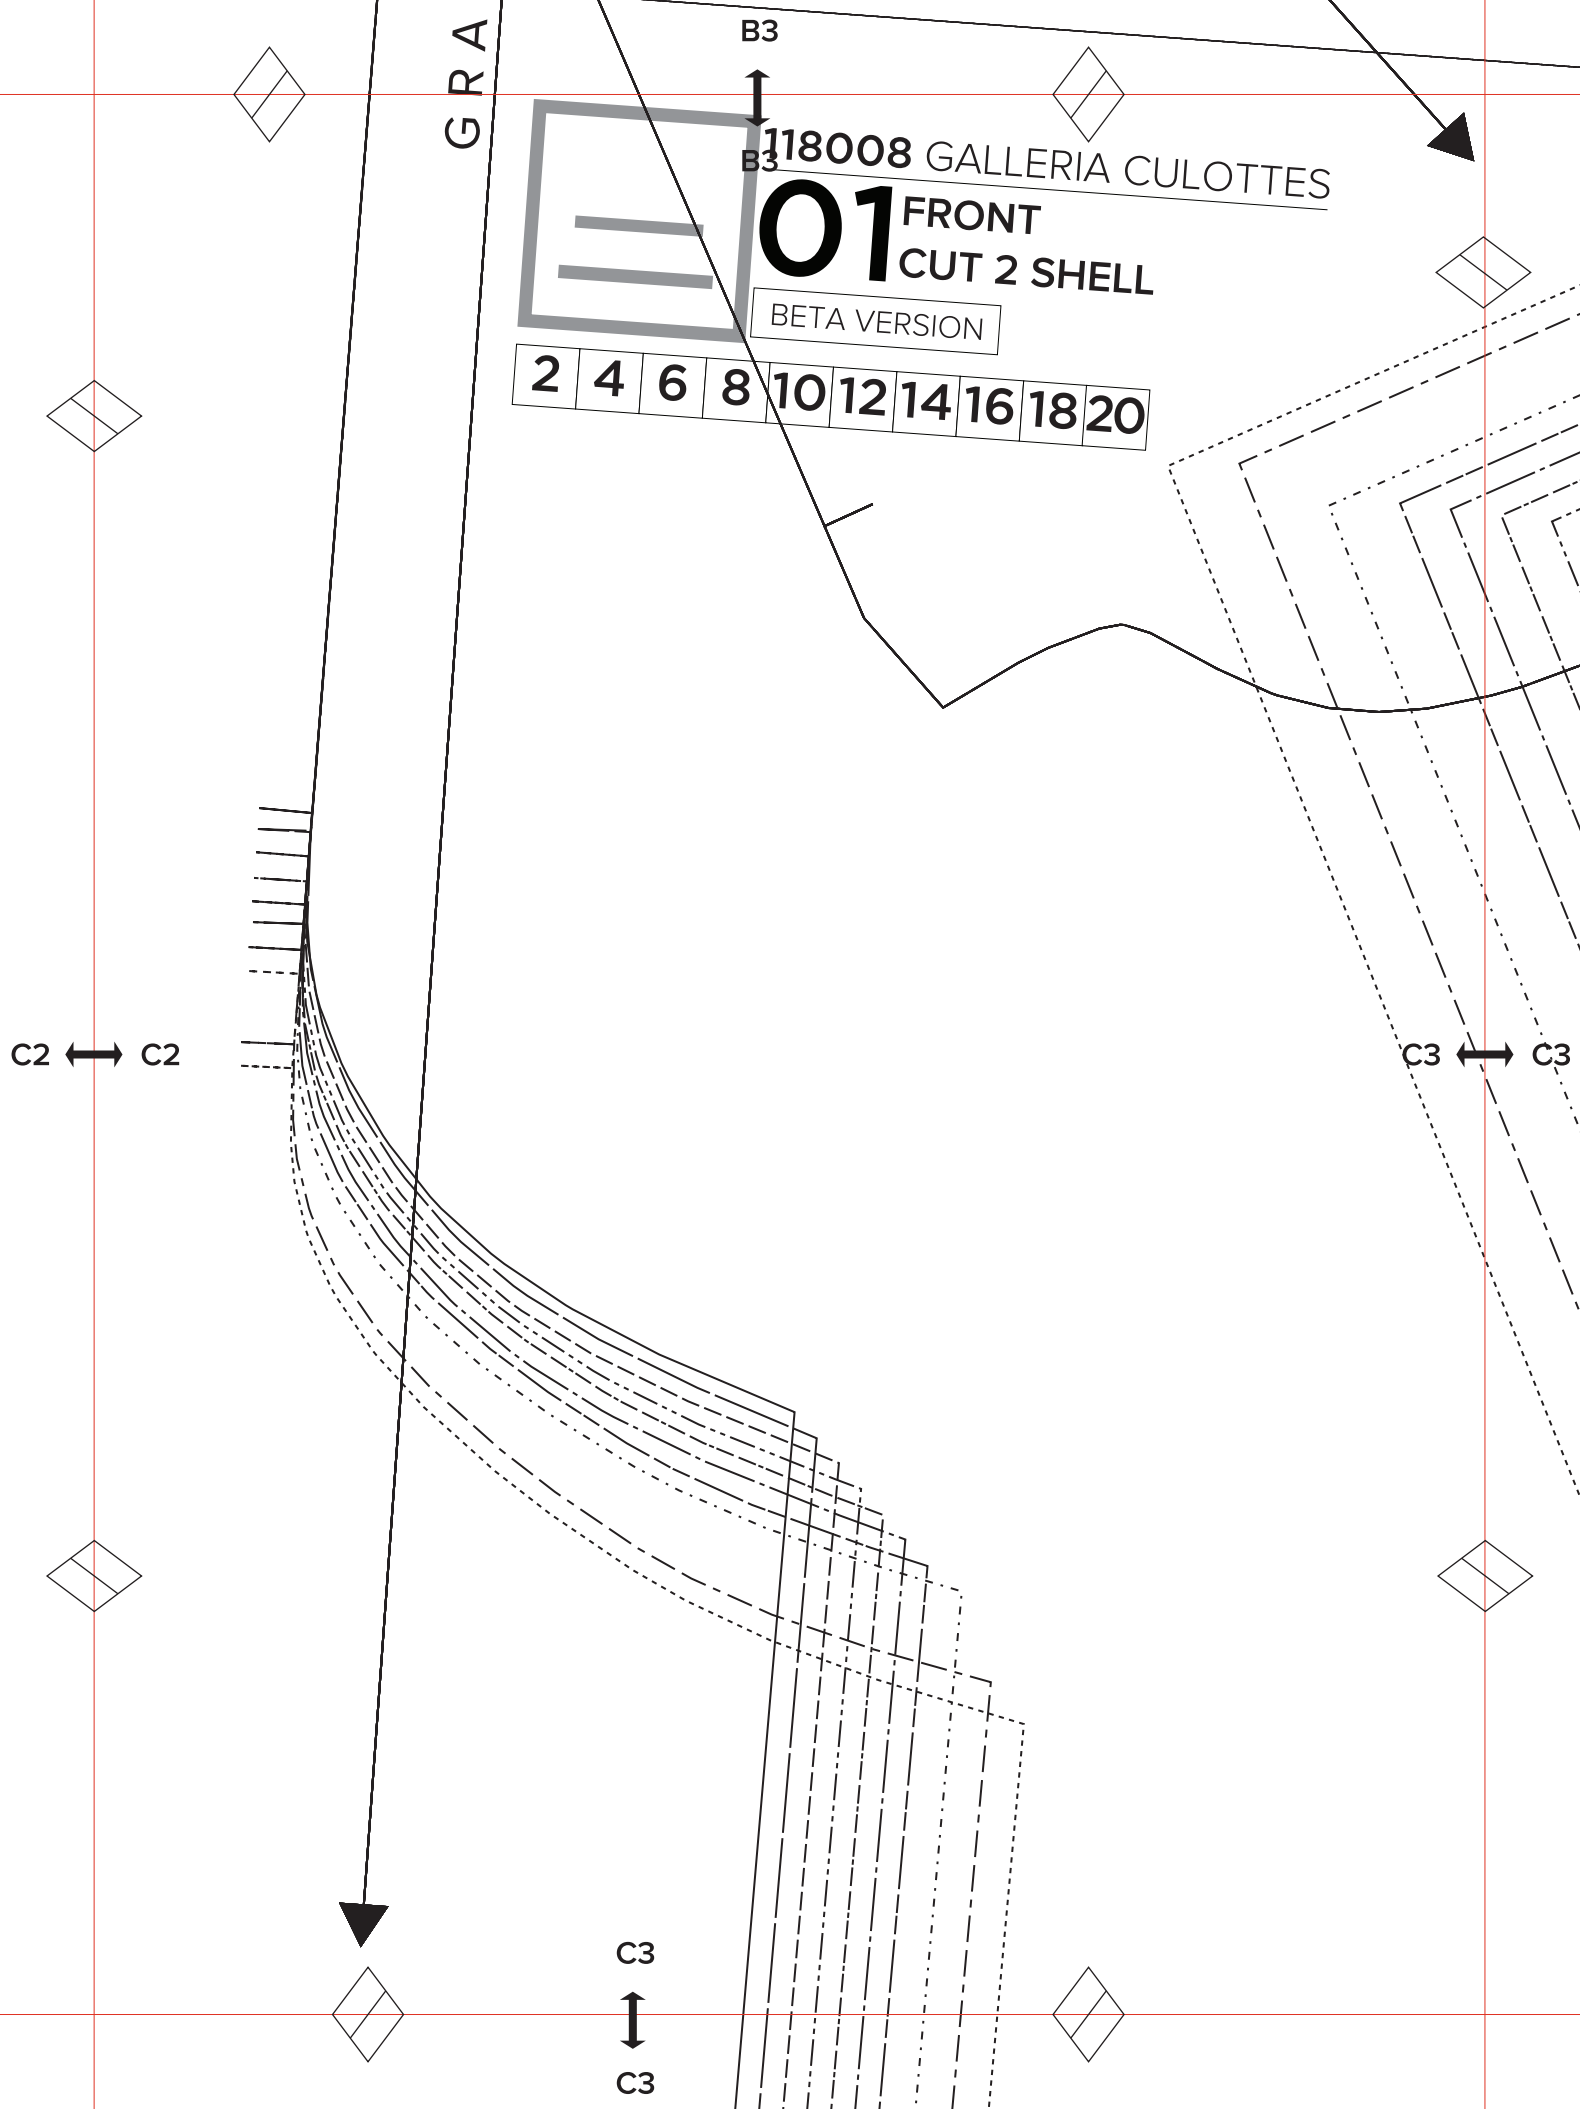 B3
GRA
B3
118008 GALLERIA CULOTTES
01
FRONT
CUT 2 SHELL
BETA VERSION
2 4 6 8 10 12 14 16 18 20
C2 C2
C3 C3
C3
C3